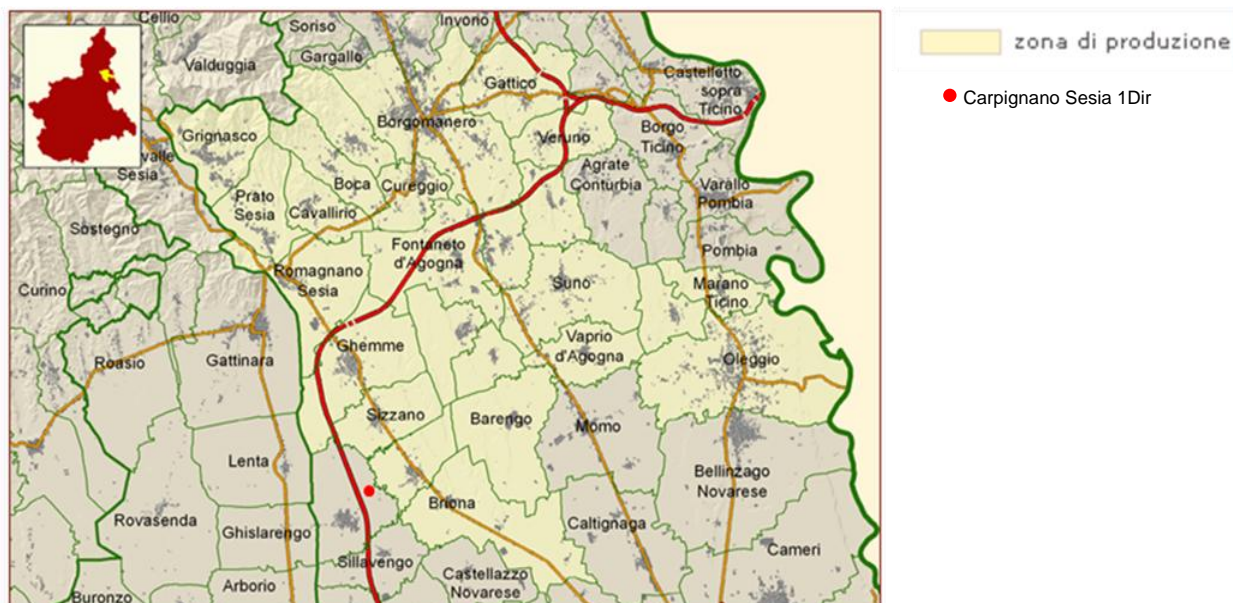 Cellio
Soriso
Invorio
Gargallo
Valduggia
Castelletto
sopra
Ticino
Gattico
Borgomanero
Grignasco
Veruno
Borgo
Ticino
valle
Sesia
Agrate
Conturbia
Boca
Cureggio
Varallo
Pombia
Prato
Sesia
Cavallirio
Sostegno
Fontaneto
d'Agogna
Pombia
Romagnano
Sesia
Suno
Marano
Ticino
Curino
Ghemme
Vaprio
d'Agogna
Oleggio
Roasio
Gattinara
Sizzano
Barengo
Momo
Lenta
Bellinzago
Novarese
Briona
Rovasenda
Caltignaga
Ghislarengo
Cameri
Sillavengo
Castellazzo
Novarese
Arborio
Buronzo
zona di produzione
Carpignano Sesia 1Dir